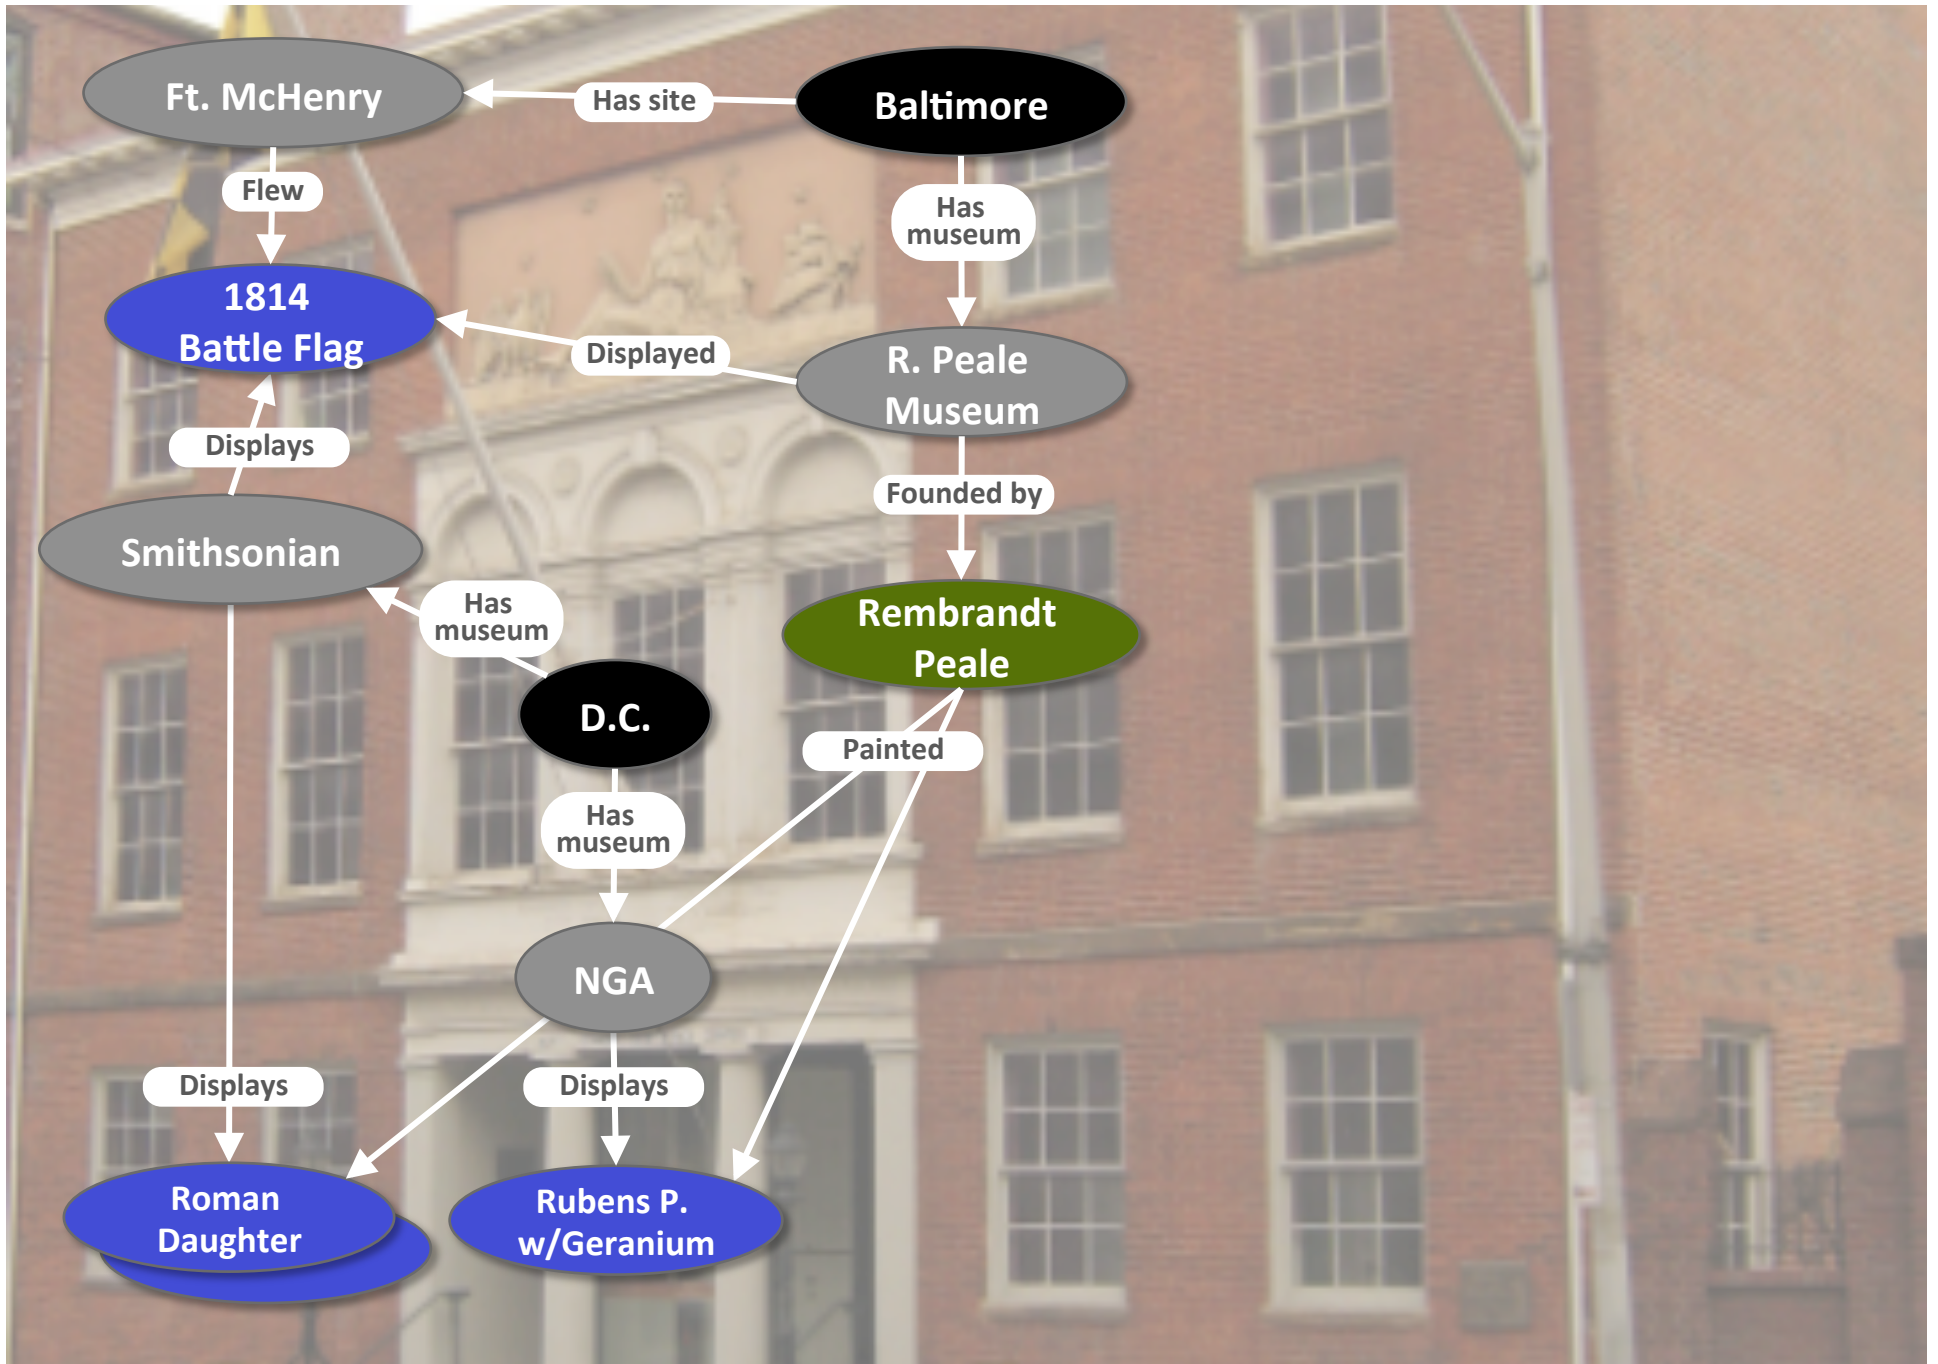 Ft. McHenry
Has site
Baltimore
Flew
Has
museum
1814
Battle Flag
Displayed
R. Peale
Museum
Displays
Founded by
Smithsonian
Has
museum
Rembrandt
Peale
D.C.
Painted
Has
museum
NGA
Displays
Displays
Roman
Daughter
Rubens P.
w/Geranium